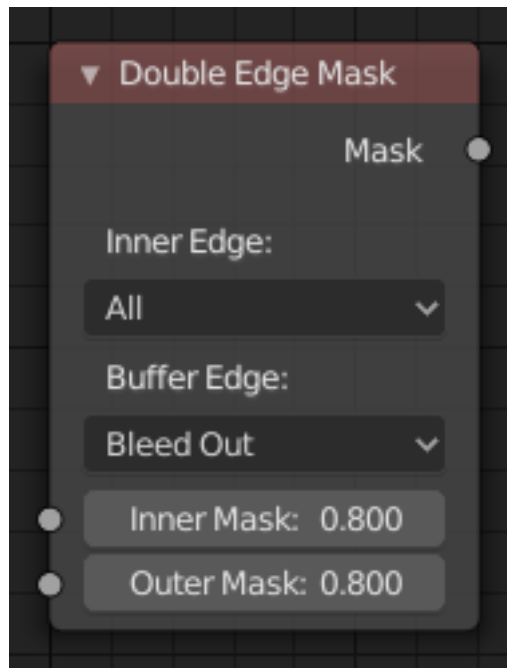 Double Edge Mask
Mask
Inner Edge:
All
Buffer Edge:
Bleed Out
Inner Mask: 0.800
Outer Mask: 0.800